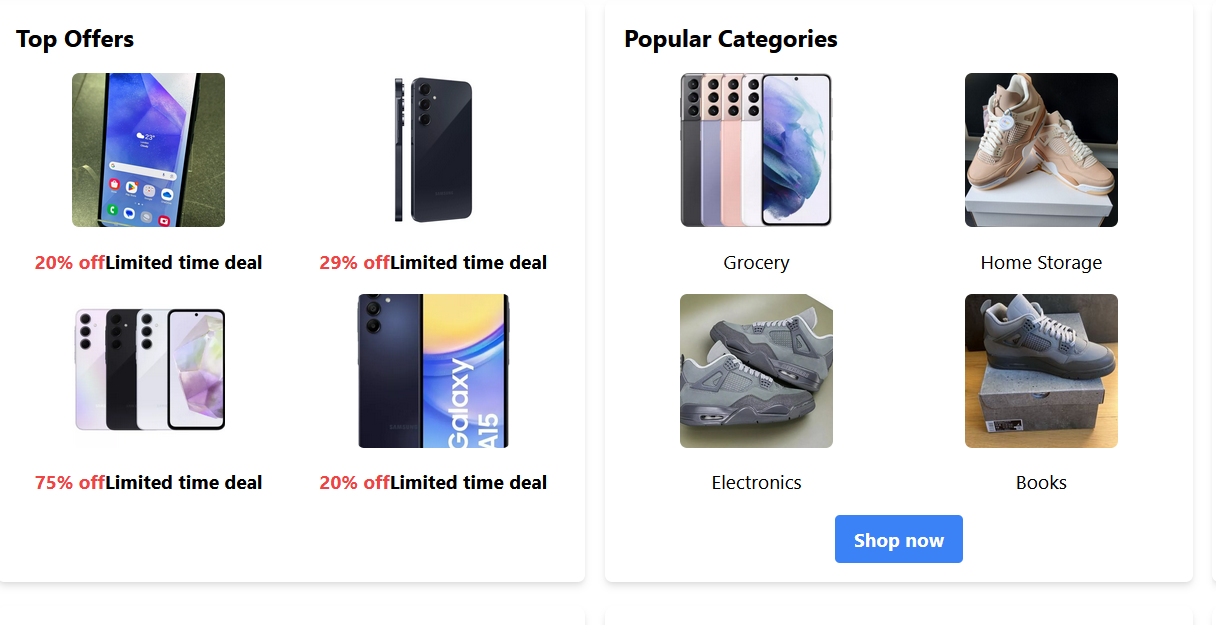 Top Offers
20% offLimited time deal
29% offLimited time deal
75% offLimited time deal
Galaxy
A15
20% offLimited time deal
Popular Categories
Grocery
Home Storage
Electronics
Books
Shop now